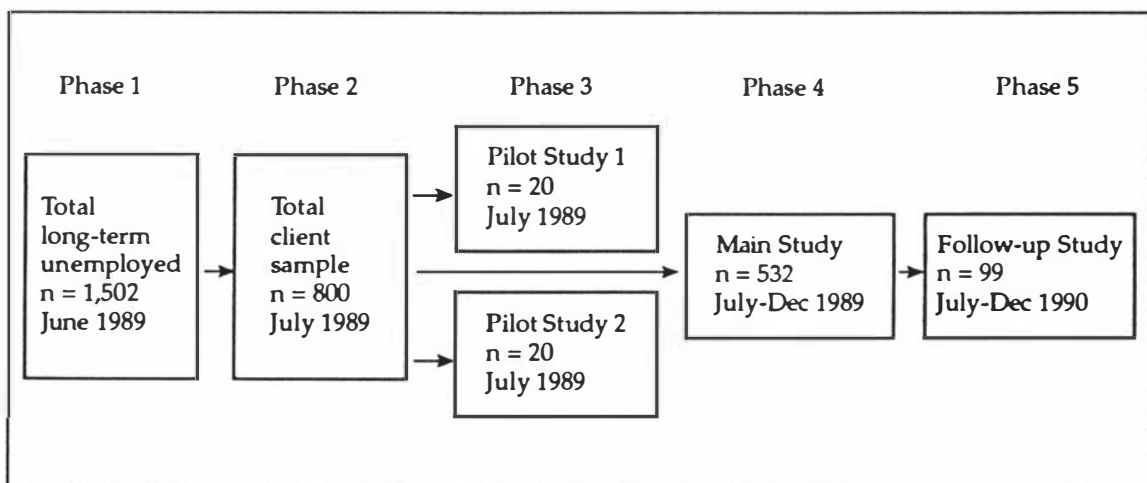 Phase 1
Phase 2
Phase 3
Phase 4
Phase 5
Total
long-term
unemployed
n = 1,502
June 1989
Total
client
sample
n = 800
July 1989
Pilot Study 1
n = 20
July 1989
Pilot Study 2
n = 20
July 1989
Main Study
n = 532
July-Dec 1989
Follow-up Study
n = 99
July-Dec 1990